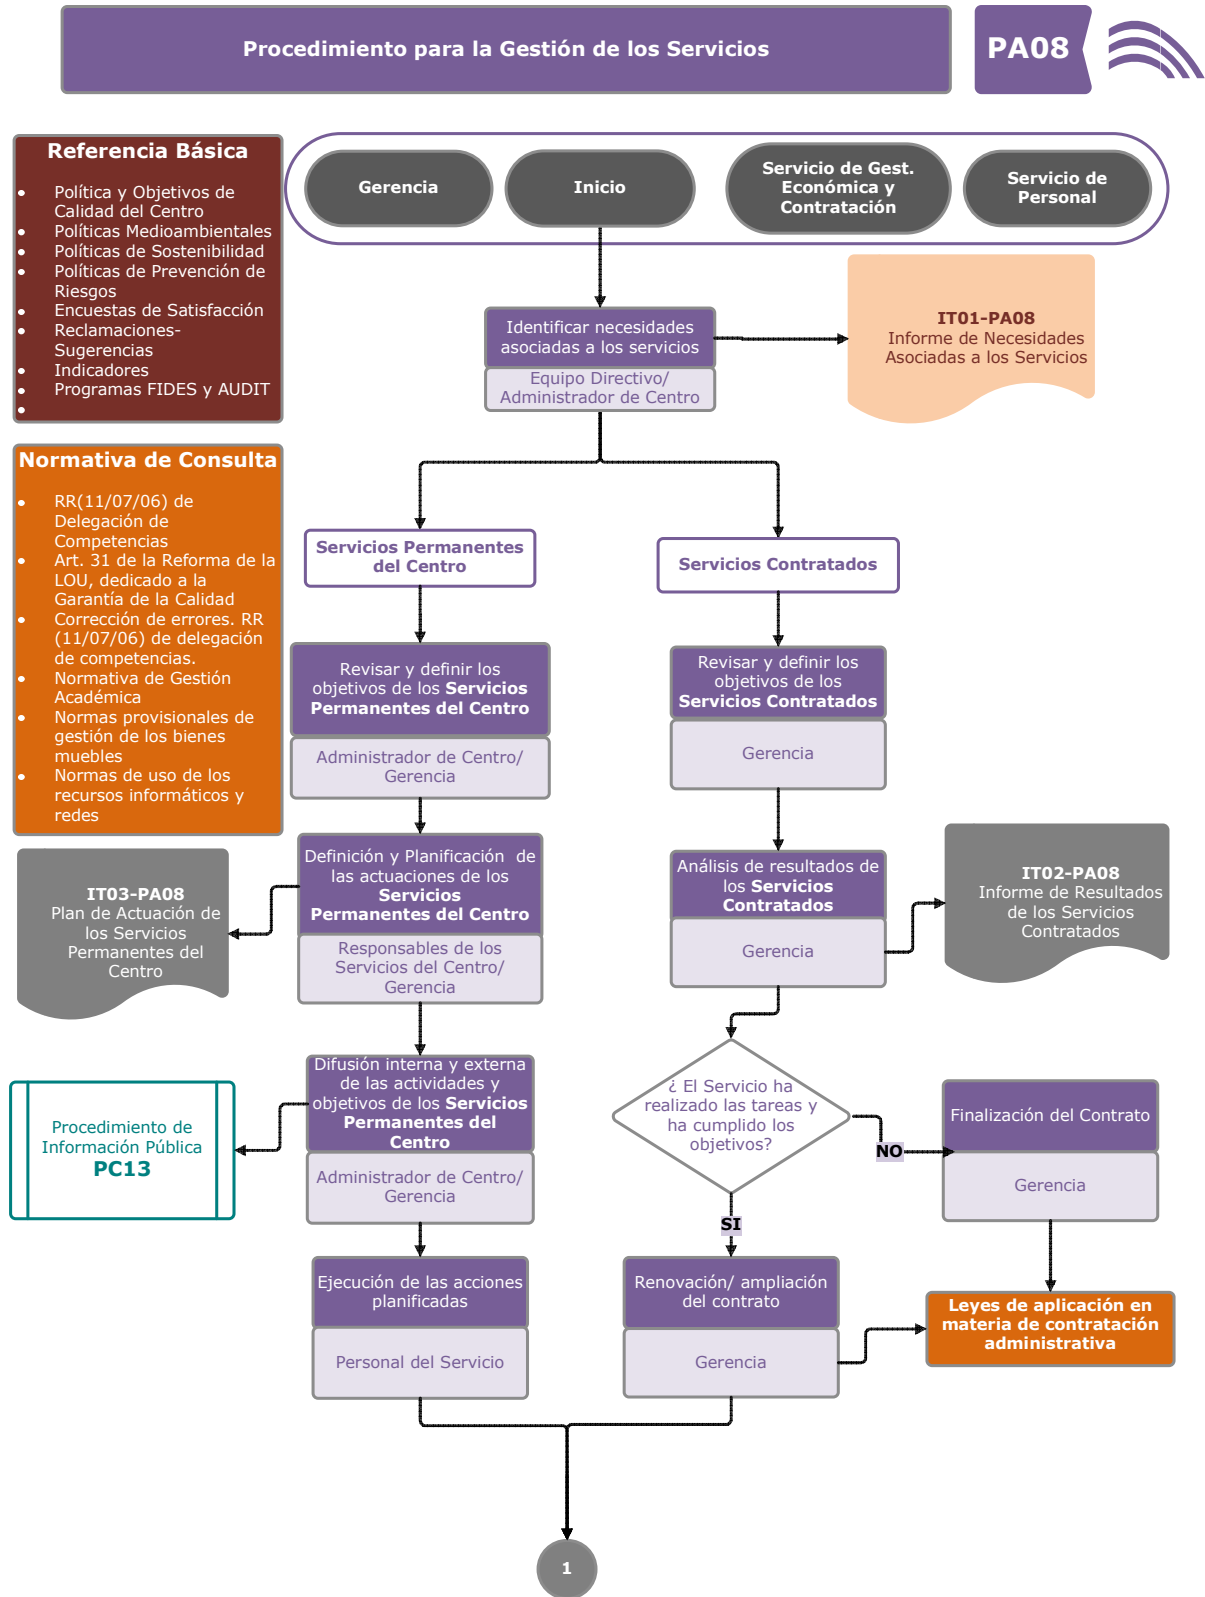 Procedimiento para la Gestión de los Servicios
PA08
Referencia Básica
• Política y Objetivos de
Calidad del Centro
• Políticas Medioambientales
• Políticas de Sostenibilidad
• Políticas de Prevención de
Riesgos
• Encuestas de Satisfacción
• Reclamaciones-
Sugerencias
• Indicadores
• Programas FIDES y AUDIT
•
Gerencia
Inicio
Servicio de Gest.
Económica y
Contratación
Servicio de
Personal
Identificar necesidades
asociadas a los servicios
Equipo Directivo/
Administrador de Centro
IT01-PA08
Informe de Necesidades
Asociadas a los Servicios
Normativa de Consulta
• RR(11/07/06) de
Delegación de
Competencias
• Art. 31 de la Reforma de la
LOU, dedicado a la
Garantía de la Calidad
• Corrección de errores. RR
(11/07/06) de delegación
de competencias.
• Normativa de Gestión
Académica
• Normas provisionales de
gestión de los bienes
muebles
• Normas de uso de los
recursos informáticos y
redes
Servicios Permanentes
del Centro
Servicios Contratados
Revisar y definir los
objetivos de los Servicios
Permanentes del Centro
Administrador de Centro/
Gerencia
Revisar y definir los
objetivos de los
Servicios Contratados
Gerencia
Definición y Planificación de
las actuaciones de los
Servicios
Permanentes del Centro
Responsables de los
Servicios del Centro/
Gerencia
IT03-PA08
Plan de Actuación de
los Servicios
Permanentes del
Centro
Análisis de resultados de
los Servicios
Contratados
Gerencia
IT02-PA08
Informe de Resultados
de los Servicios
Contratados
Difusión interna y externa
de las actividades y
objetivos de los Servicios
Permanentes del
Centro
Administrador de Centro/
Gerencia
Procedimiento de
Información Pública
PC13
¿ El Servicio ha
realizado las tareas y
ha cumplido los
objetivos?
NO
SI
Finalización del Contrato
Gerencia
Ejecución de las acciones
planificadas
Personal del Servicio
Renovación/ ampliación
del contrato
Gerencia
Leyes de aplicación en
materia de contratación
administrativa
1